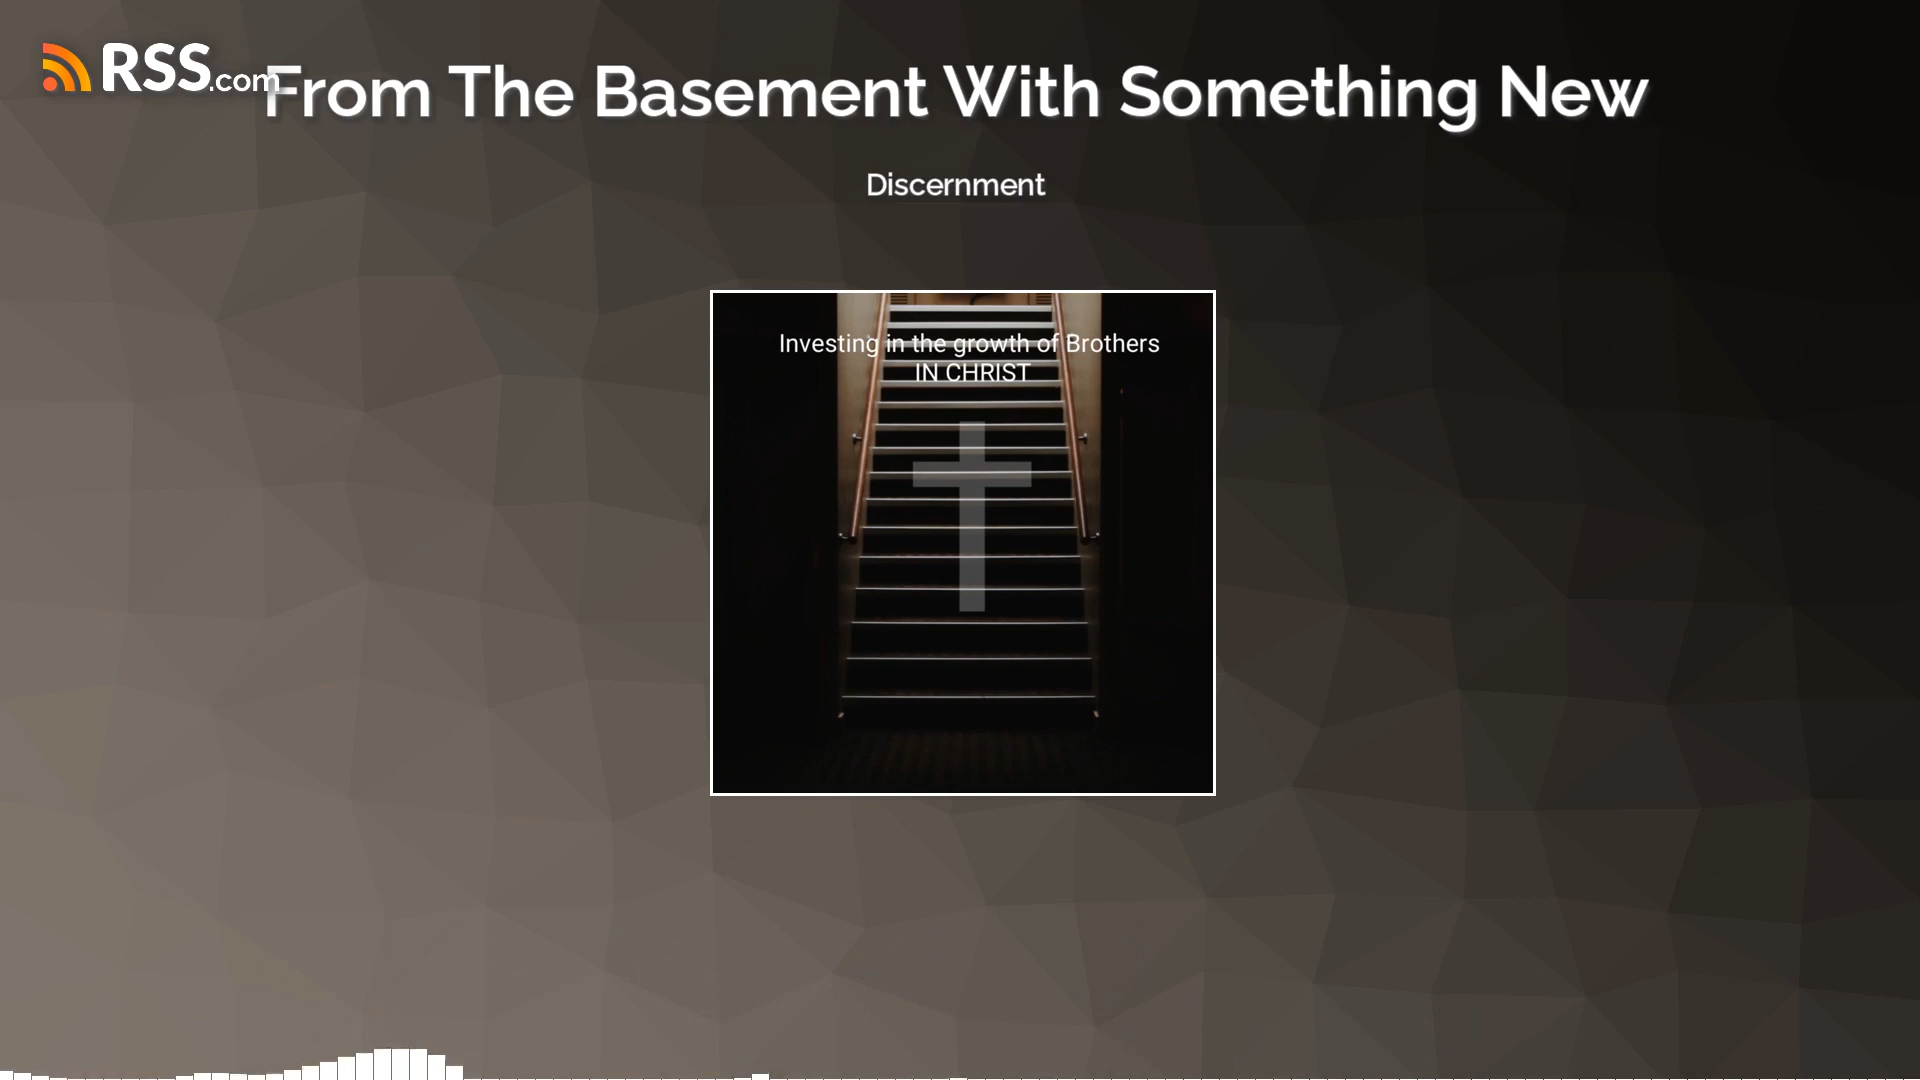 RSS.com
From The Basement With Something New
Discernment
Investing in the growth of Brothers
IN CHRIST